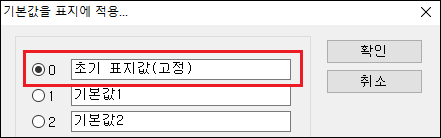 기본값을 표지에 적용...
0 초기 표지값(고정)
확인
1 기본값1
취소
2 기본값2